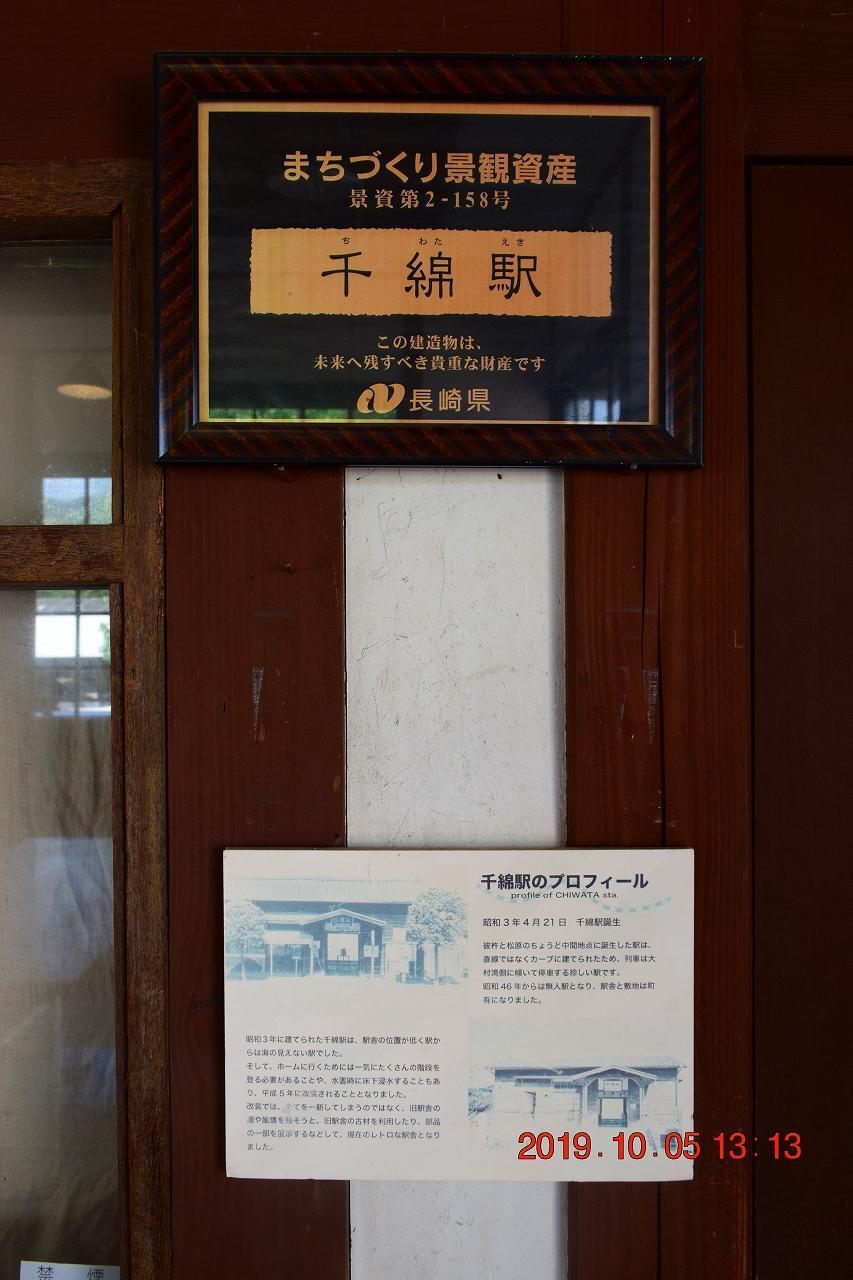 まちづくり景観資産
景資第2-158号
ち わた えき
千綿駅
この建造物は、
未来へ残すべき貴重な財産です
長崎県
千綿駅のプロフィール
profile of CHIWATA sta.
昭和3年4月21日 千綿駅誕生
彼杵と松原のちょうど中間地点に誕生した駅は、
直線ではなくカーブに建てられたため、列車は大
村湾側に傾いて停車する珍しい駅です。
昭和46年からは無人駅となり、駅舎と敷地は町
有になりました。
昭和3年に建てられた千綿駅は、駅舎の位置が低く駅か
らは海の見えない駅でした。
そして、ホームに行くためには一気にたくさんの階段を
登る必要があることや、水害時に床下浸水することもあ
り、平成5年に改装されることとなりました。
改装では、てを一新してしまうのではなく、旧駅舎の
や風情を残そうと、旧駅舎の古材を利用したり、部品
の一部を展示するなどして、現在のレトロな駅舎となり
ました。
2019.10.05 13:13
禁 煙